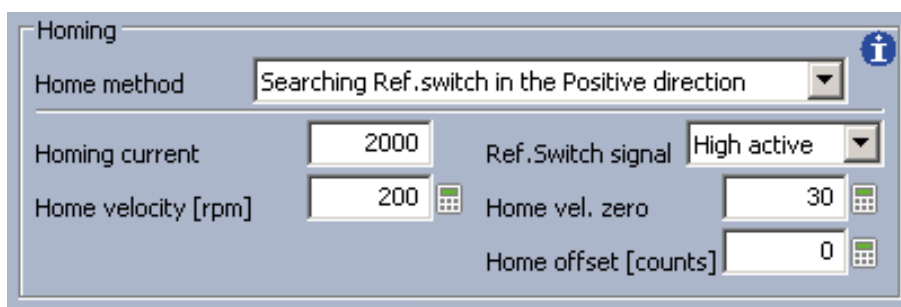 Homing
Home method Searching Ref.switch in the Positive direction
Homing current 2000 Ref.Switch signal High active
Home velocity [rpm] 200 Home vel. zero 30
Home offset [counts] 0